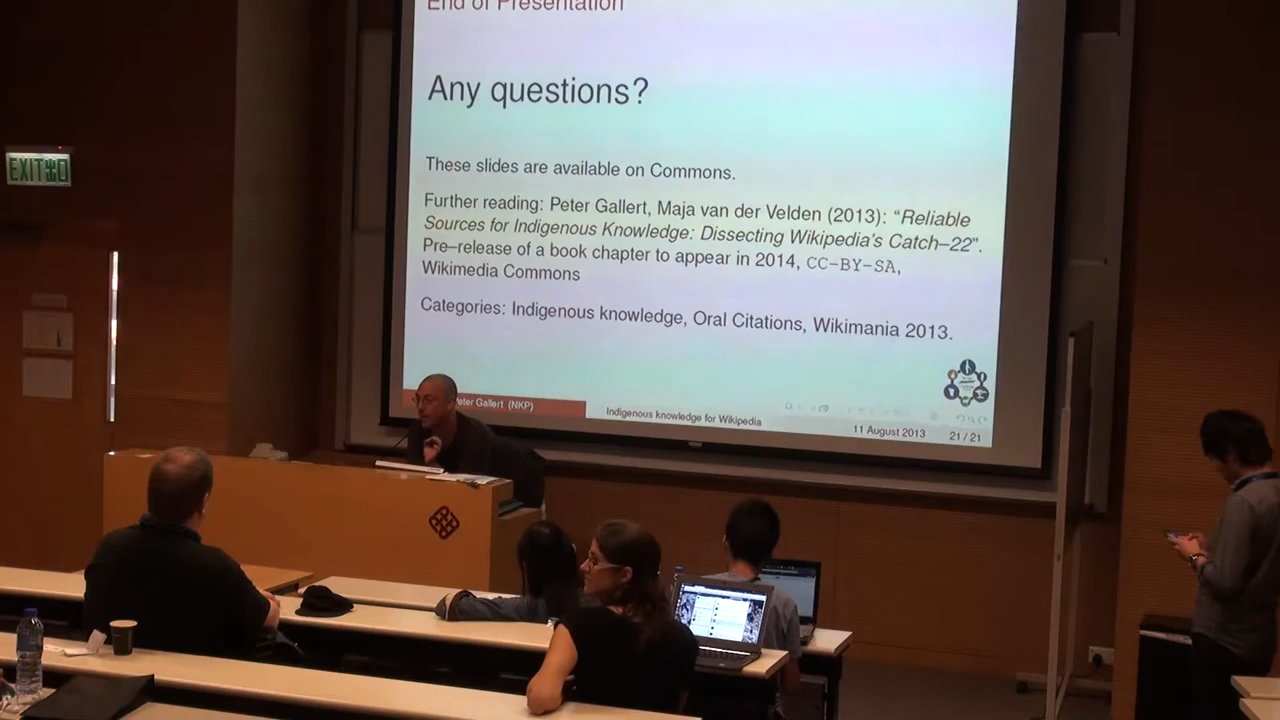 End of Presentation
Any questions?
These slides are available on Commons.
Further reading: Peter Gallert, Maja van der Velden (2013): “Reliable
Sources for Indigenous Knowledge: Dissecting Wikipedia's Catch–22”.
Pre–release of a book chapter to appear in 2014, CC–BY–SA,
Wikimedia Commons
Categories: Indigenous knowledge, Oral Citations, Wikimania 2013.
Peter Gallert (NKP)
Indigenous knowledge for Wikipedia
11 August 2013
21 / 21
EXIT 出口